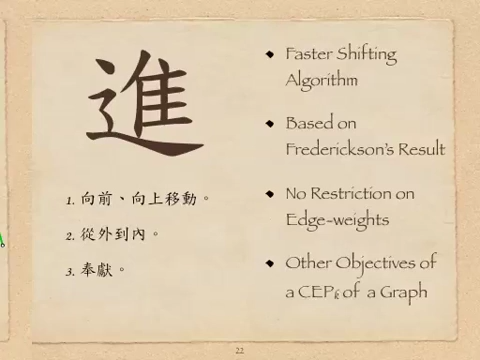 進
1. 向前、向上移動。
2. 從外到內。
3. 奉獻。
Faster Shifting
Algorithm
Based on
Frederickson's Result
No Restriction on
Edge-weights
Other Objectives of
a CEPk of a Graph
22